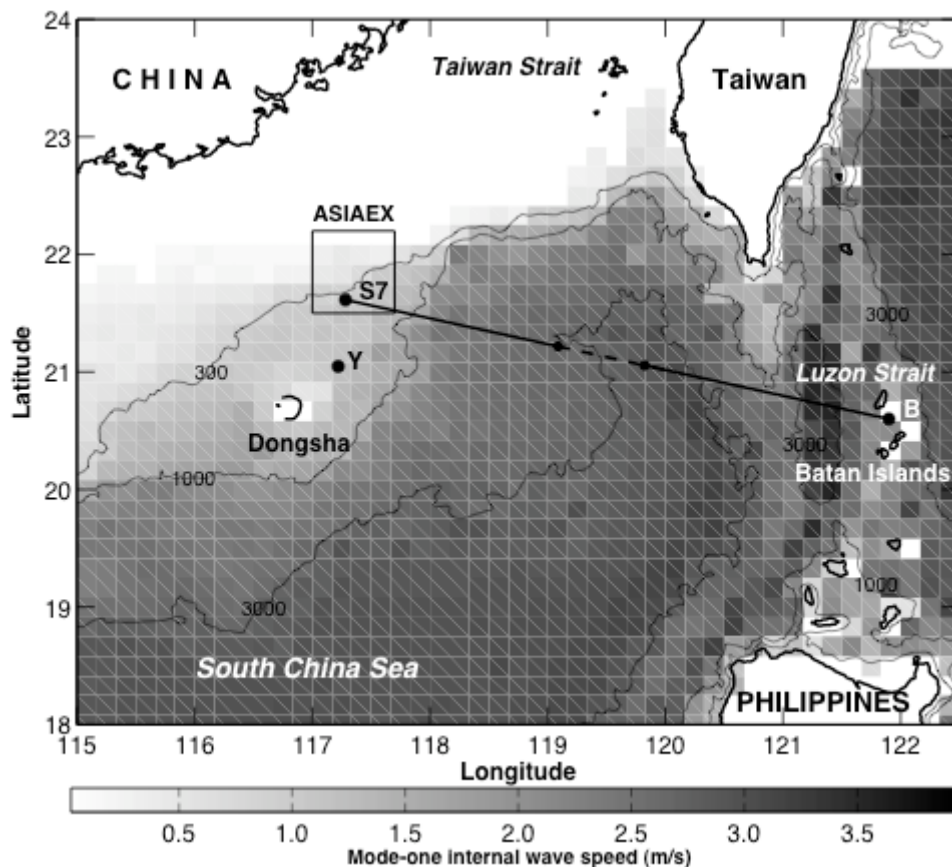 24
23
22
21
20
19
18
Latitude
CHINA
Taiwan Strait
Taiwan
ASIAEX
S7
3000
300
Y
Luzon Strait
B
Dongsha
3000
Batan Islands
1000
1000
3000
South China Sea
PHILIPPINES
115 116 117 118 119 120 121 122
Longitude
0.5 1.0 1.5 2.0 2.5 3.0 3.5
Mode-one internal wave speed (m/s)